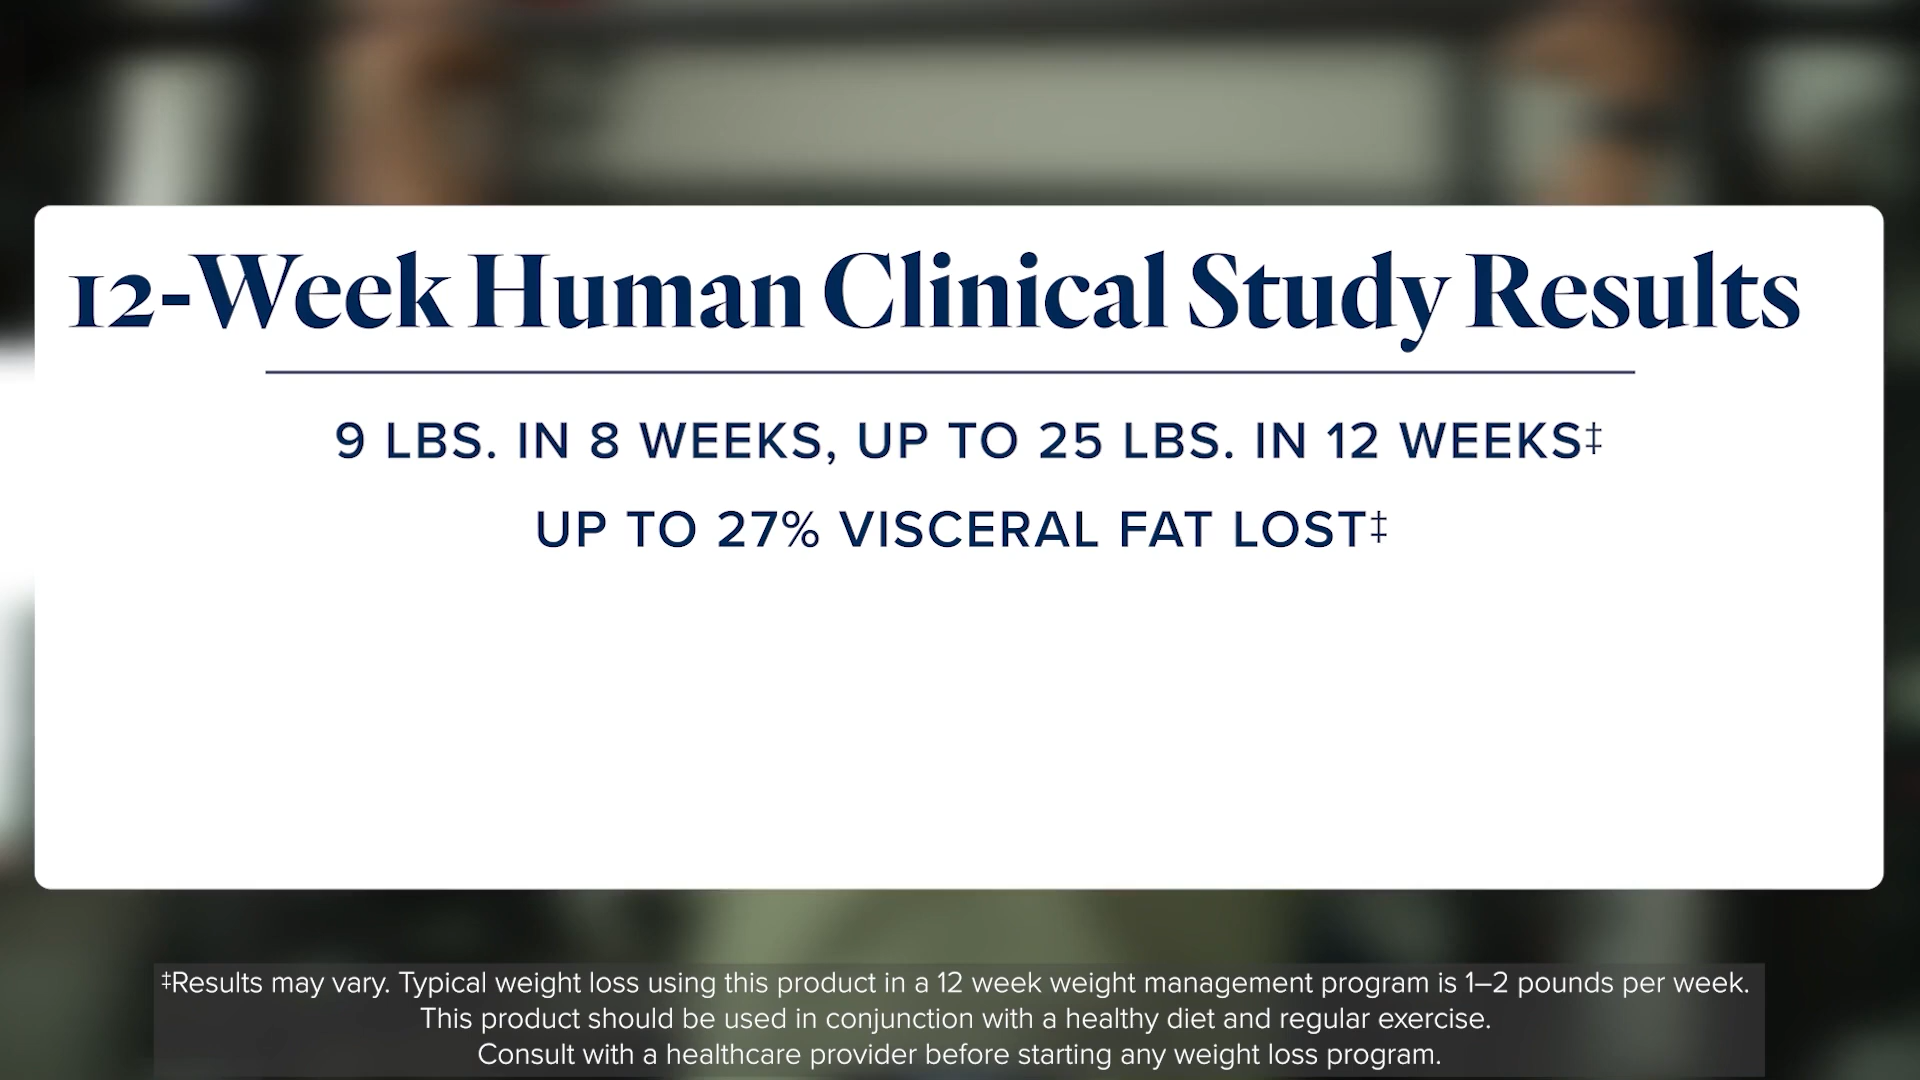 12-Week Human Clinical Study Results
9 LBS. IN 8 WEEKS, UP TO 25 LBS. IN 12 WEEKS‡
UP TO 27% VISCERAL FAT LOST‡
‡Results may vary. Typical weight loss using this product in a 12 week weight management program is 1–2 pounds per week.
This product should be used in conjunction with a healthy diet and regular exercise.
Consult with a healthcare provider before starting any weight loss program.